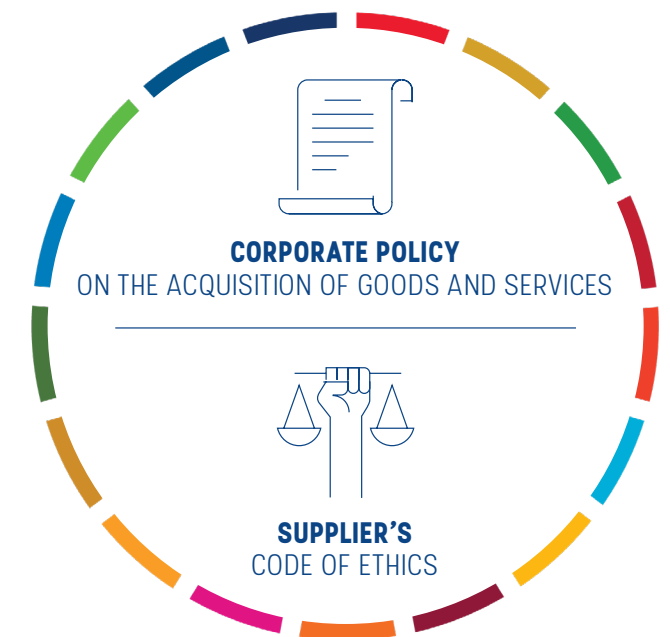 CORPORATE POLICY
ON THE ACQUISITION OF GOODS AND SERVICES
SUPPLIER'S
CODE OF ETHICS